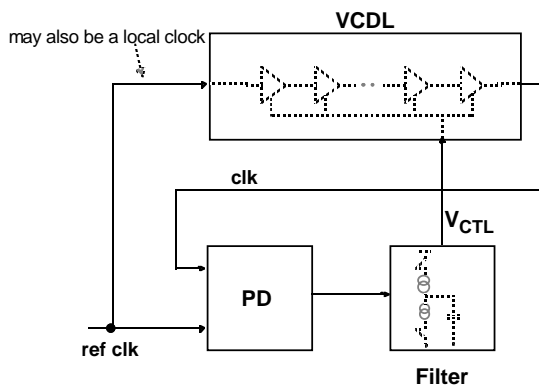 VCDL
may also be a local clock
clk
V_CTL
PD
ref clk
Filter